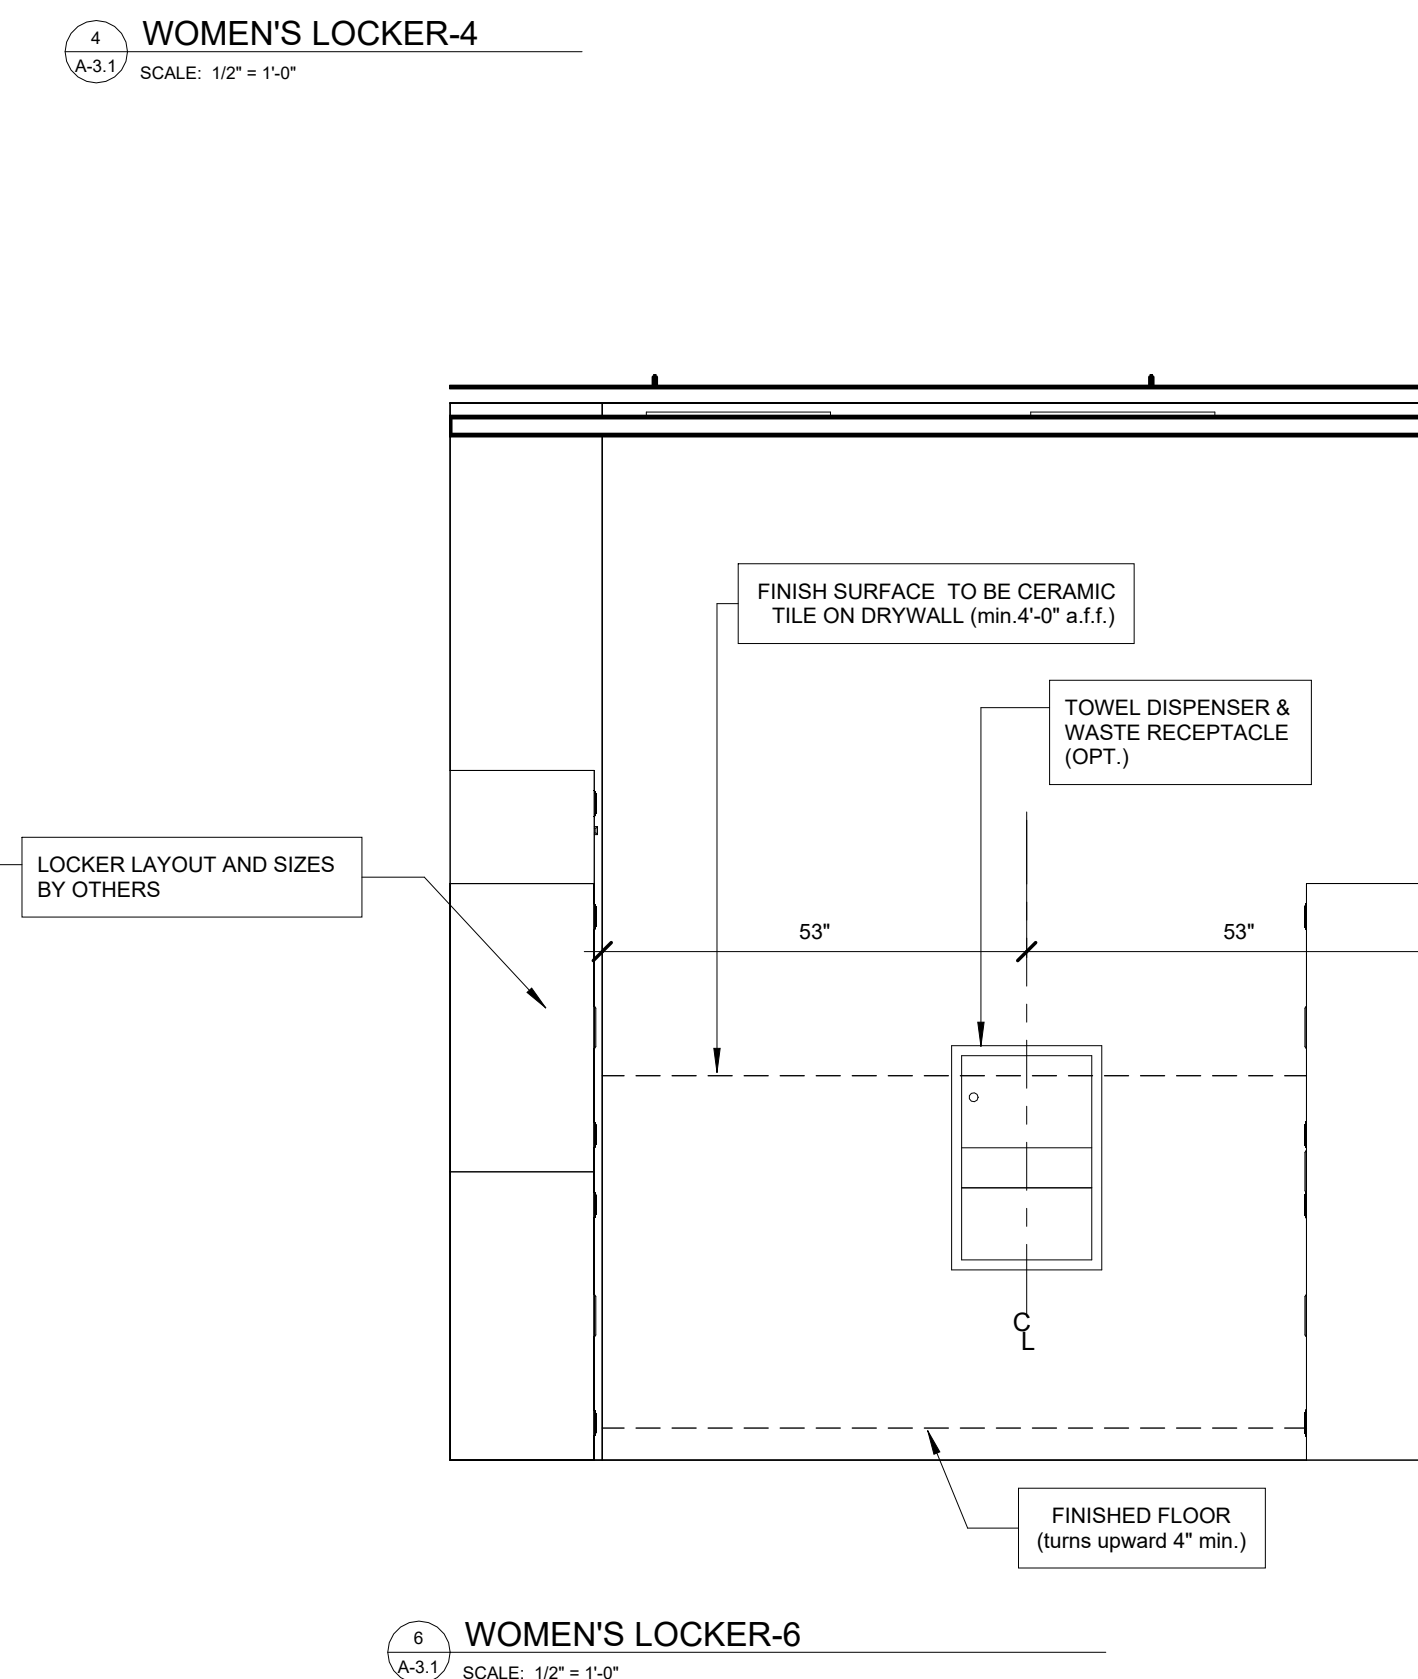 4
A-3.1
WOMEN'S LOCKER-4
SCALE: 1/2" = 1'-0"
FINISH SURFACE TO BE CERAMIC
TILE ON DRYWALL (min.4'-0" a.f.f.)
TOWEL DISPENSER &
WASTE RECEPTACLE
(OPT.)
LOCKER LAYOUT AND SIZES
BY OTHERS
53"
53"
C
L
FINISHED FLOOR
(turns upward 4" min.)
6
A-3.1
WOMEN'S LOCKER-6
SCALE: 1/2" = 1'-0"